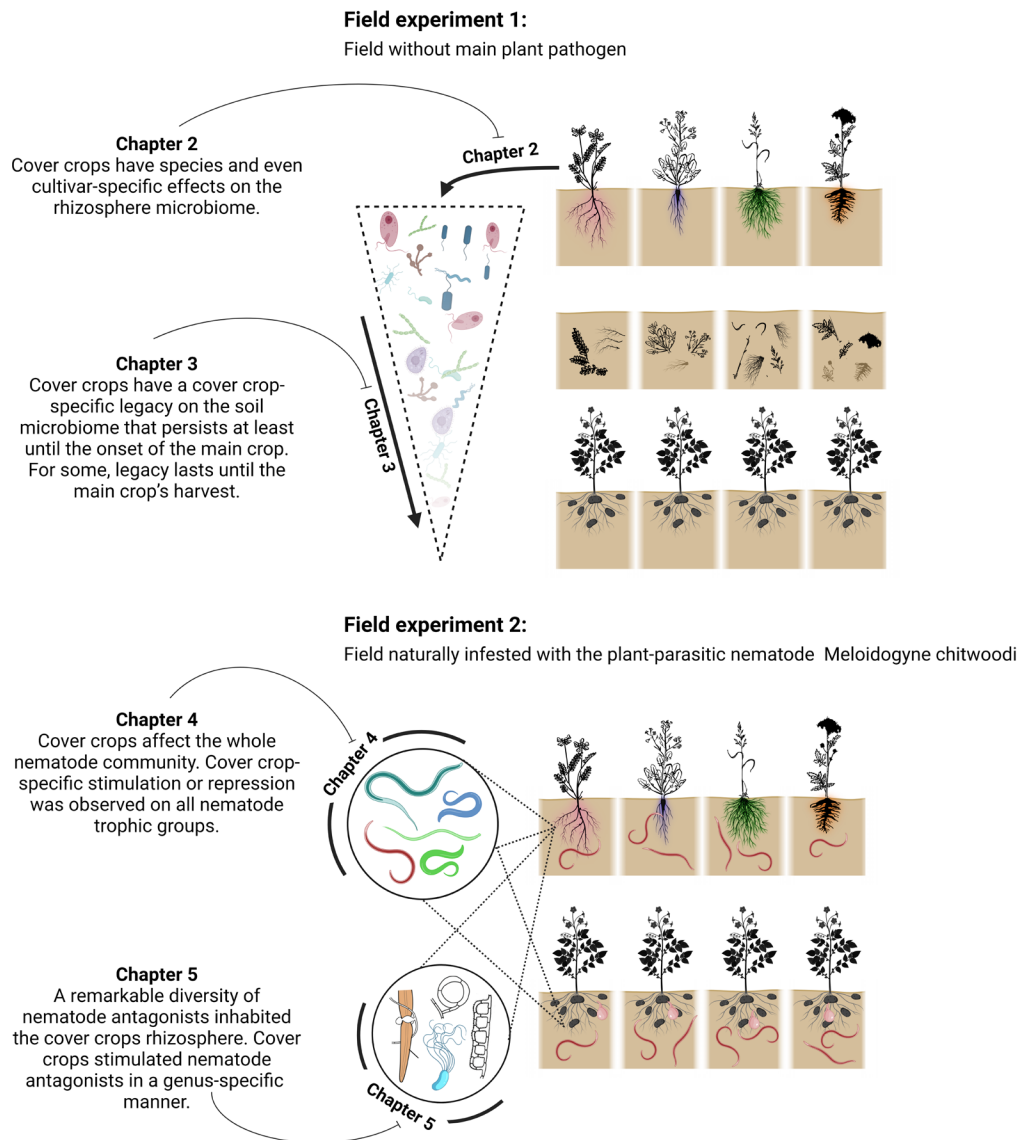 Field experiment 1:
Field without main plant pathogen
Chapter 2
Cover crops have species and even
cultivar-specific effects on the
rhizosphere microbiome.
Chapter 2
Chapter 3
Cover crops have a cover crop-
specific legacy on the soil
microbiome that persists at least
until the onset of the main crop.
For some, legacy lasts until the
main crop’s harvest.
Chapter 3
Field experiment 2:
Field naturally infested with the plant-parasitic nematode Meloidogyne chitwoodi
Chapter 4
Cover crops affect the whole
nematode community. Cover crop-
specific stimulation or repression
was observed on all nematode
trophic groups.
Chapter 4
Chapter 5
A remarkable diversity of
nematode antagonists inhabited
the cover crops rhizosphere. Cover
crops stimulated nematode
antagonists in a genus-specific
manner.
Chapter 5